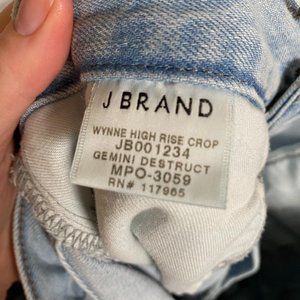 J BRAND
WYNNE HIGH RISE CROP
JB001234
GEMINI DESTRUCT
MPO-3059
RN# 117965